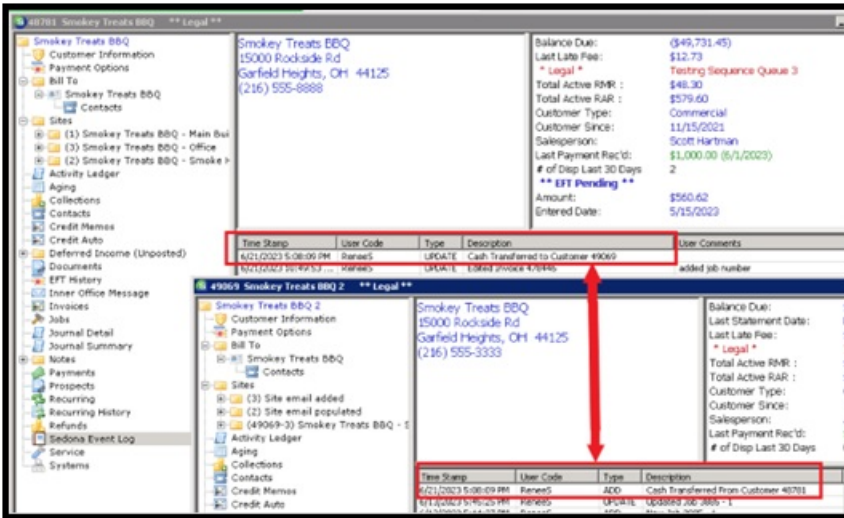 48781 Smokey Treats BBQ ** Legal **
Smokey Treats BBQ
Customer Information
Payment Options
Bill To
Smokey Treats BBQ
Contacts
Sites
(1) Smokey Treats BBQ - Main Bui
(3) Smokey Treats BBQ - Office
(2) Smokey Treats BBQ - Smoke H
Activity Ledger
Aging
Collections
Contacts
Credit Memos
Credit Auto
Deferred Income (Unposted)
Documents
EFT History
Inner Office Message
Invoices
Jobs
Journal Detail
Journal Summary
Notes
Payments
Prospects
Recurring
Recurring History
Refunds
Sedona Event Log
Service
Systems
Smokey Treats BBQ
15000 Rockside Rd
Garfield Heights, OH 44125
(216) 555-8888
Balance Due: ($49,731.45)
Last Late Fee: $12.73
* Legal * Testing Sequence Queue 3
Total Active RMR : $48.30
Total Active RAR : $579.60
Customer Type: Commercial
Customer Since: 11/15/2021
Salesperson: Scott Hartman
Last Payment Rec'd: $1,000.00 (6/1/2023)
# of Disp Last 30 Days 2
** EFT Pending **
Amount: $560.62
Entered Date: 5/15/2023
Time Stamp User Code Type Description User Comments
6/21/2023 5:08:09 PM ReneeS UPDATE Cash Transferred to Customer 49069
6/21/2023 10:49:53 ... ReneeS UPDATE Edited Invoice 478446 added job number
49069 Smokey Treats BBQ 2 ** Legal **
Smokey Treats BBQ 2
Customer Information
Payment Options
Bill To
Smokey Treats BBQ
Contacts
Sites
(3) Site email added
(2) Site email populated
(49069-3) Smokey Treats BBQ - S
Activity Ledger
Aging
Collections
Contacts
Credit Memos
Credit Auto
Smokey Treats BBQ
15000 Rockside Rd
Garfield Heights, OH 44125
(216) 555-3333
Balance Due:
Last Statement Date:
Last Late Fee:
* Legal *
Total Active RMR :
Total Active RAR :
Customer Type:
Customer Since:
Salesperson:
Last Payment Rec'd:
# of Disp Last 30 Days
Time Stamp User Code Type Description
6/21/2023 5:08:09 PM ReneeS ADD Cash Transferred From Customer 48781
ReneeS UPDATE Updated Job 3885 - 1